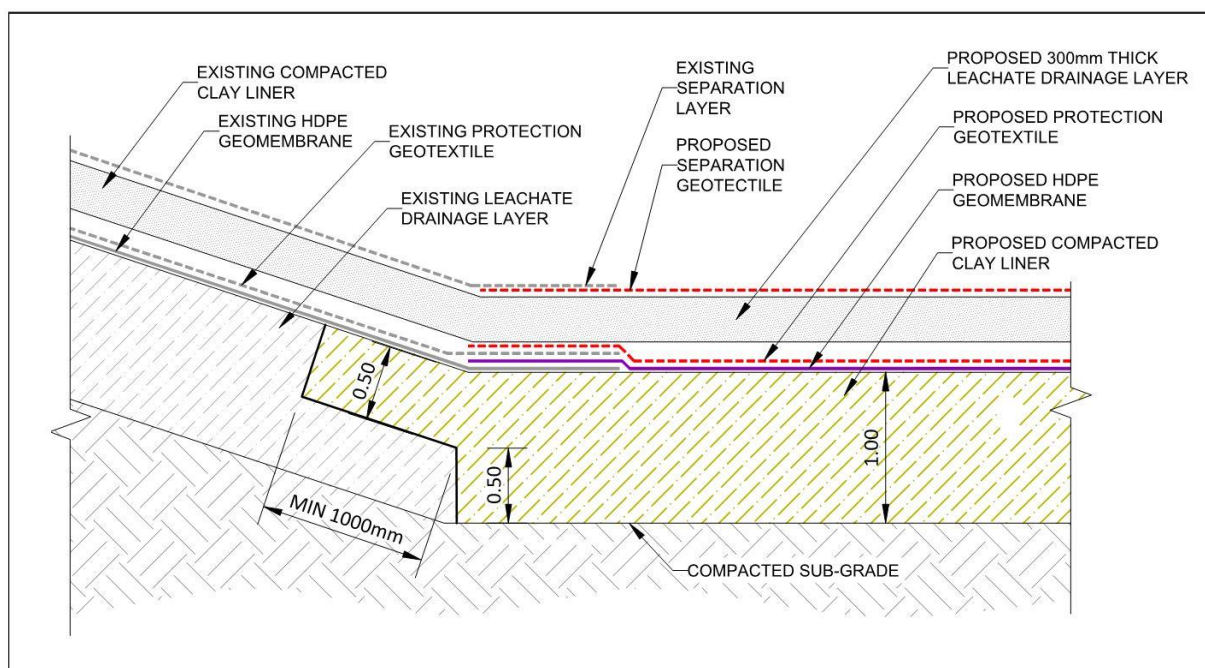 EXISTING COMPACTED
CLAY LINER
EXISTING HDPE
GEOMEMBRANE
EXISTING PROTECTION
GEOTEXTILE
EXISTING LEACHATE
DRAINAGE LAYER
EXISTING
SEPARATION
LAYER
PROPOSED
SEPARATION
GEOTECTILE
PROPOSED 300mm THICK
LEACHATE DRAINAGE LAYER
PROPOSED PROTECTION
GEOTEXTILE
PROPOSED HDPE
GEOMEMBRANE
PROPOSED COMPACTED
CLAY LINER
0.50
0.50
1.00
MIN 1000mm
COMPACTED SUB-GRADE